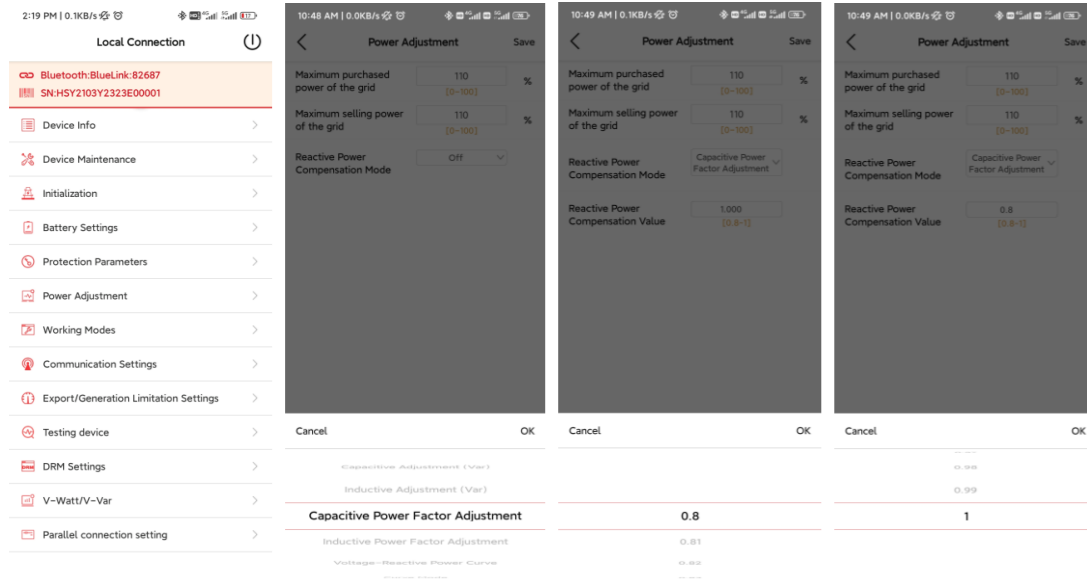 2:19 PM | 0.1KB/s
Local Connection
Bluetooth:BlueLink:82687
SN:HSY2103Y2323E00001
Device Info
Device Maintenance
Initialization
Battery Settings
Protection Parameters
Power Adjustment
Working Modes
Communication Settings
Export/Generation Limitation Settings
Testing device
DRM Settings
V-Watt/V-Var
Parallel connection setting
10:48 AM | 0.0KB/s
Power Adjustment
Save
Maximum purchased
power of the grid
110
%
[0~100]
Maximum selling power
of the grid
110
%
[0~100]
Reactive Power
Compensation Mode
Off
Cancel
OK
Capacitive Adjustment (Var)
Inductive Adjustment (Var)
Capacitive Power Factor Adjustment
Inductive Power Factor Adjustment
Voltage-Reactive Power Curve
10:49 AM | 0.1KB/s
Power Adjustment
Save
Maximum purchased
power of the grid
110
%
[0~100]
Maximum selling power
of the grid
110
%
[0~100]
Reactive Power
Compensation Mode
Capacitive Power
Factor Adjustment
Reactive Power
Compensation Value
1.000
[0.8~1]
Cancel
OK
0.8
0.81
0.82
10:49 AM | 0.0KB/s
Power Adjustment
Save
Maximum purchased
power of the grid
110
%
[0~100]
Maximum selling power
of the grid
110
%
[0~100]
Reactive Power
Compensation Mode
Capacitive Power
Factor Adjustment
Reactive Power
Compensation Value
0.8
[0.8~1]
Cancel
OK
0.98
0.99
1